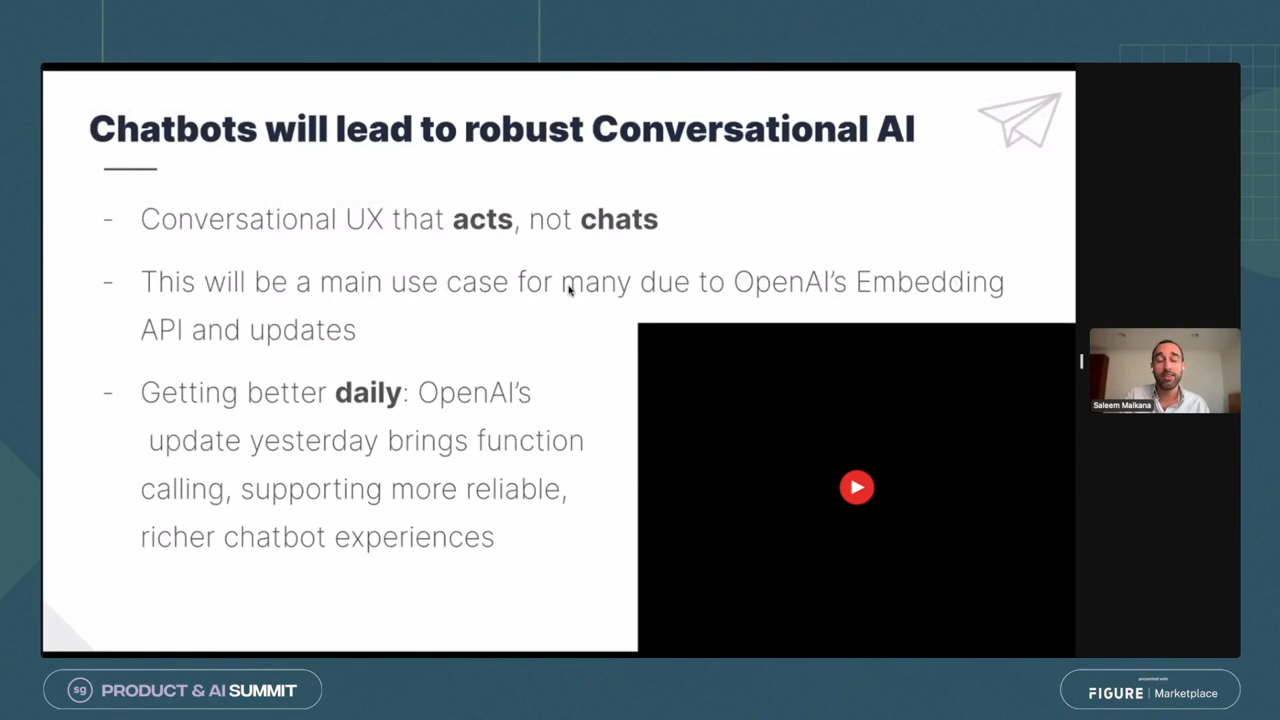 Chatbots will lead to robust Conversational AI
- Conversational UX that acts, not chats
- This will be a main use case for many due to OpenAI's Embedding
API and updates
- Getting better daily: OpenAI's
update yesterday brings function
calling, supporting more reliable,
richer chatbot experiences
Saleem Malkana
sg PRODUCT & AI SUMMIT
presented with
FIGURE | Marketplace